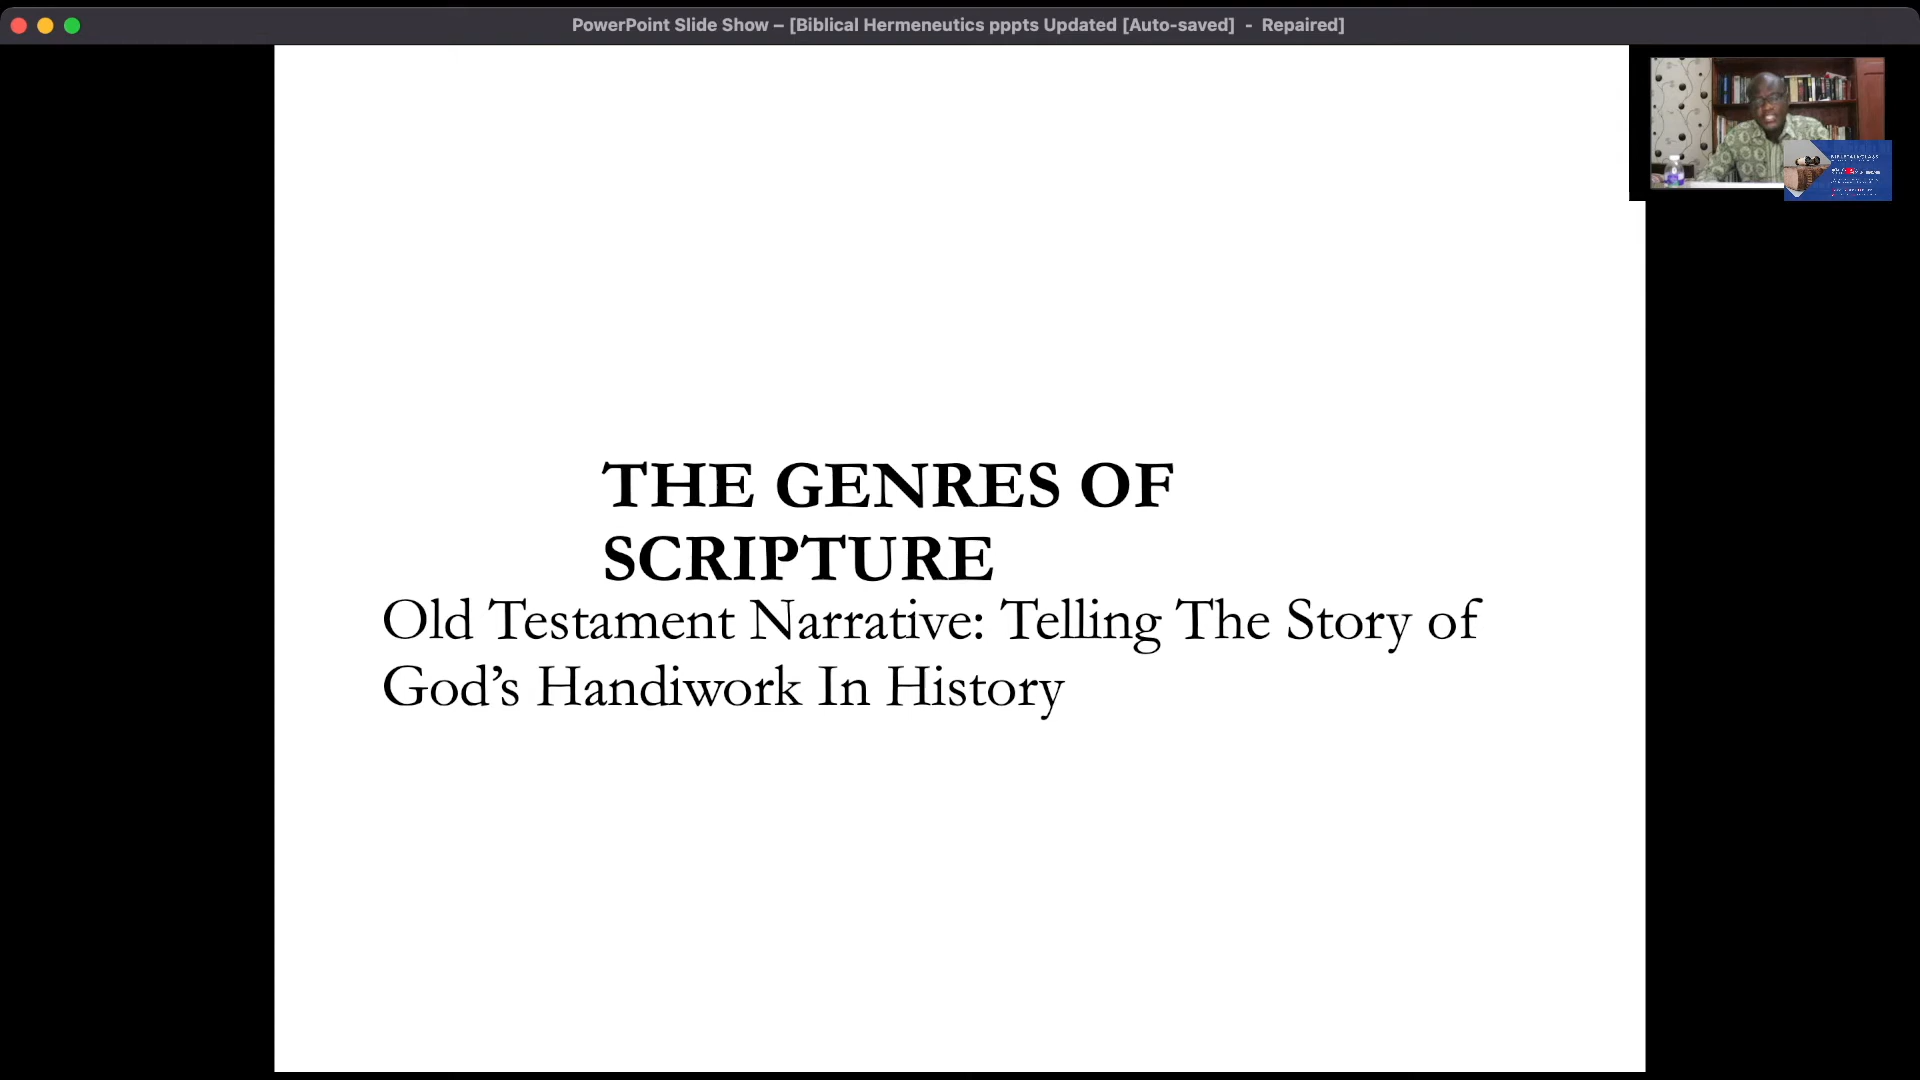 PowerPoint Slide Show – [Biblical Hermeneutics pppts Updated [Auto-saved]  -  Repaired]
THE GENRES OF
SCRIPTURE
Old Testament Narrative: Telling The Story of
God’s Handiwork In History